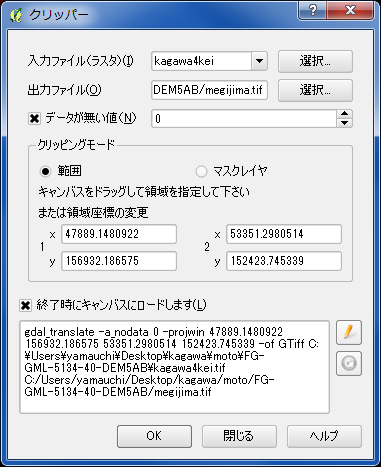 クリッパー
入力ファイル(ラスタ)(I) kagawa4kei 選択...
出力ファイル(O) DEM5AB/megijima.tif 選択...
データが無い値(N) 0
クリッピングモード
範囲 マスクレイヤ
キャンバスをドラッグして領域を指定して下さい
または領域座標の変更
x 47889.1480922 x 53351.2980514
1 2
y 156932.186575 y 152423.745339
終了時にキャンバスにロードします(L)
gdal_translate -a_nodata 0 -projwin 47889.1480922
156932.186575 53351.2980514 152423.745339 -of GTiff C:
¥Users¥yamauchi¥Desktop¥kagawa¥moto¥FG-
GML-5134-40-DEM5AB¥kagawa4kei.tif
C:/Users/yamauchi/Desktop/kagawa/moto/FG-
GML-5134-40-DEM5AB/megijima.tif
OK 閉じる ヘルプ